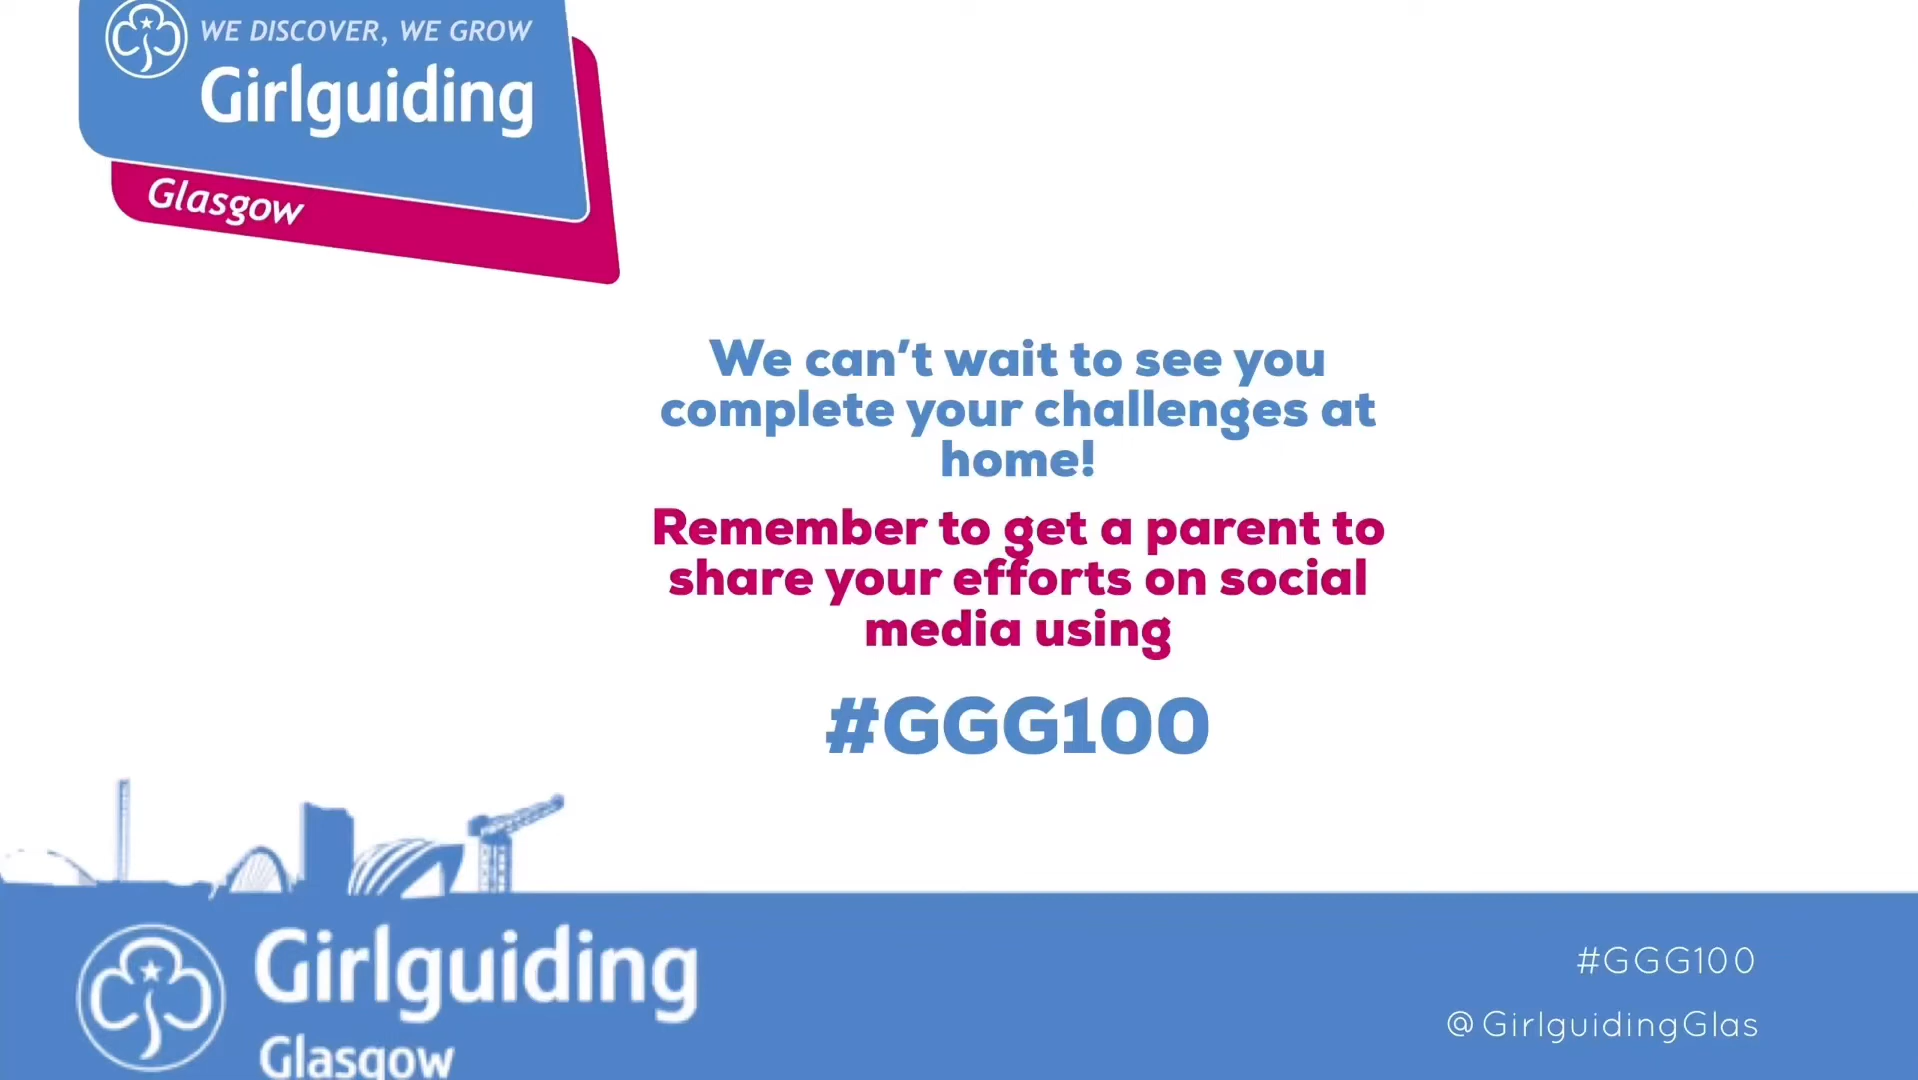 WE DISCOVER, WE GROW
Girlguiding
Glasgow
We can’t wait to see you
complete your challenges at
home!
Remember to get a parent to
share your efforts on social
media using
#GGG100
Girlguiding
Glasgow
#GGG100
@GirlguidingGlas